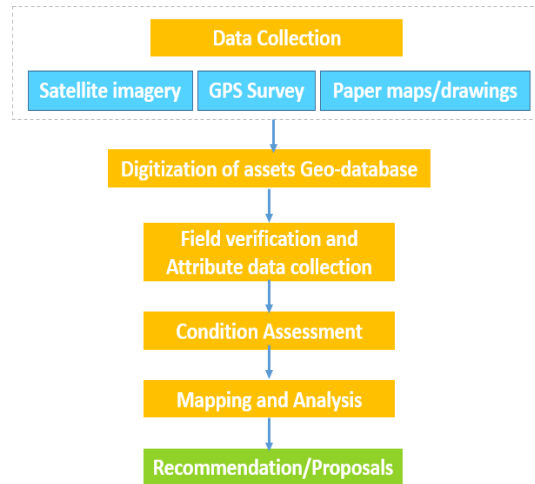 Data Collection
Satellite imagery
GPS Survey
Paper maps/drawings
Digitization of assets Geo-database
Field verification and
Attribute data collection
Condition Assessment
Mapping and Analysis
Recommendation/Proposals